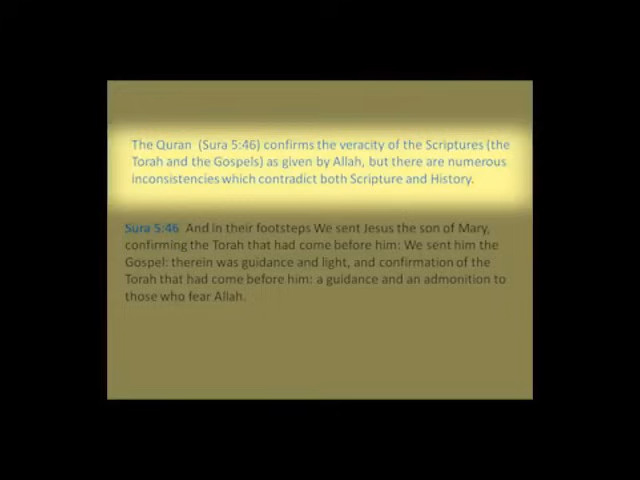 The Quran (Sura 5:46) confirms the veracity of the Scriptures (the
Torah and the Gospels) as given by Allah, but there are numerous
inconsistencies which contradict both Scripture and History.
Sura 5:46 And in their footsteps We sent Jesus the son of Mary,
confirming the Torah that had come before him: We sent him the
Gospel: therein was guidance and light, and confirmation of the
Torah that had come before him: a guidance and an admonition to
those who fear Allah.